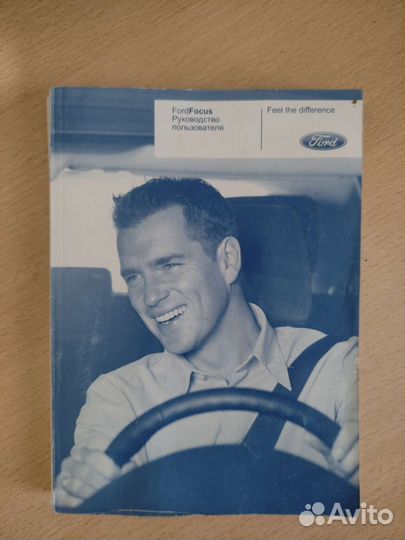 FordFocus
Руководство
пользователя
Feel the difference
Ford
Avito